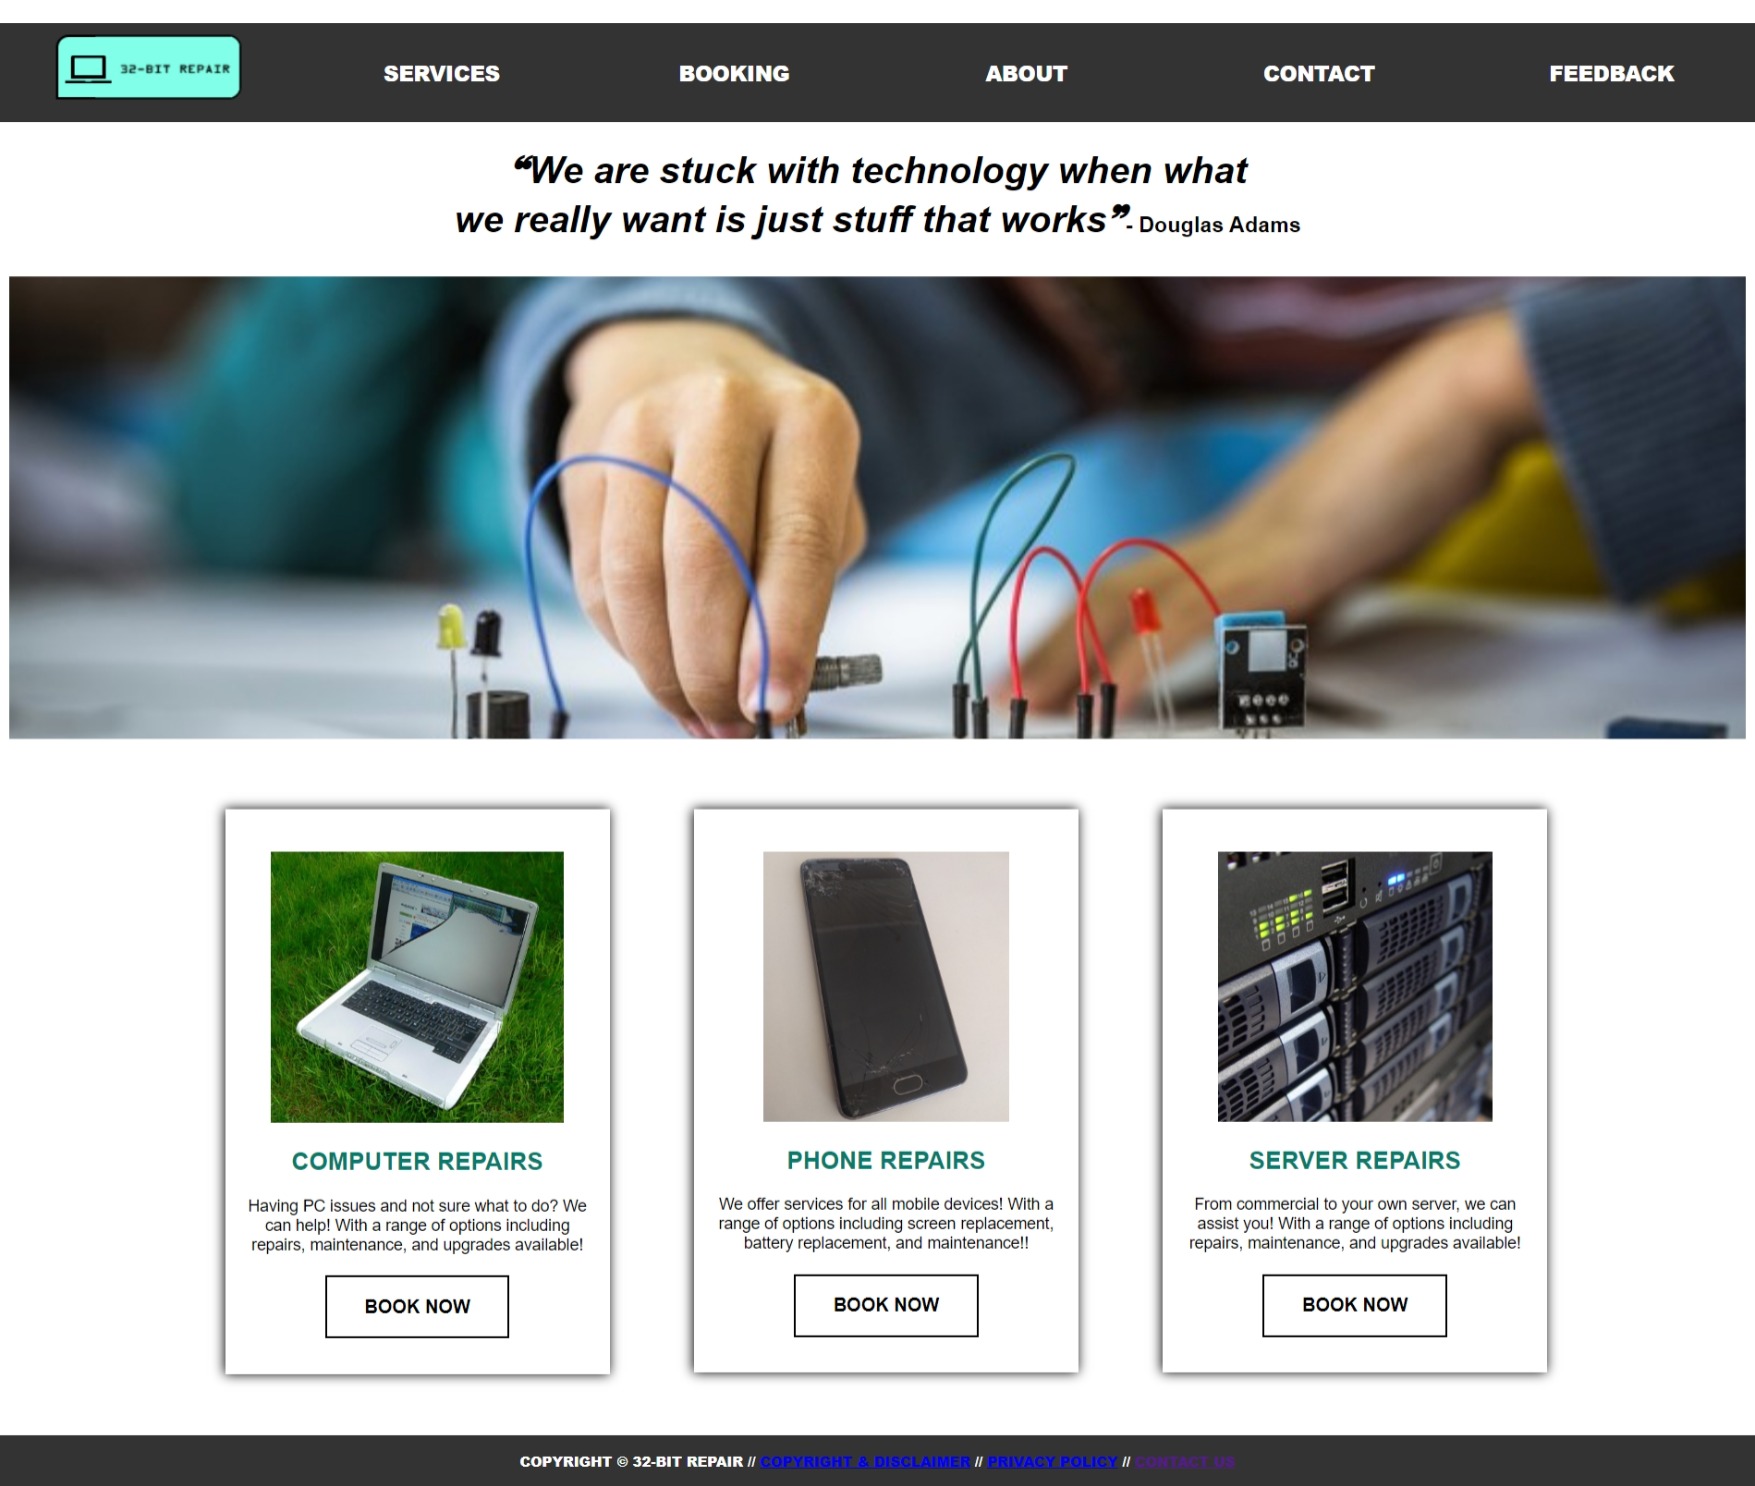 32-BIT REPAIR
SERVICES
BOOKING
ABOUT
CONTACT
FEEDBACK
❝We are stuck with technology when what
we really want is just stuff that works❞- Douglas Adams
COMPUTER REPAIRS
Having PC issues and not sure what to do? We
can help! With a range of options including
repairs, maintenance, and upgrades available!
BOOK NOW
PHONE REPAIRS
We offer services for all mobile devices! With a
range of options including screen replacement,
battery replacement, and maintenance!!
BOOK NOW
SERVER REPAIRS
From commercial to your own server, we can
assist you! With a range of options including
repairs, maintenance, and upgrades available!
BOOK NOW
COPYRIGHT © 32-BIT REPAIR // COPYRIGHT & DISCLAIMER // PRIVACY POLICY // CONTACT US